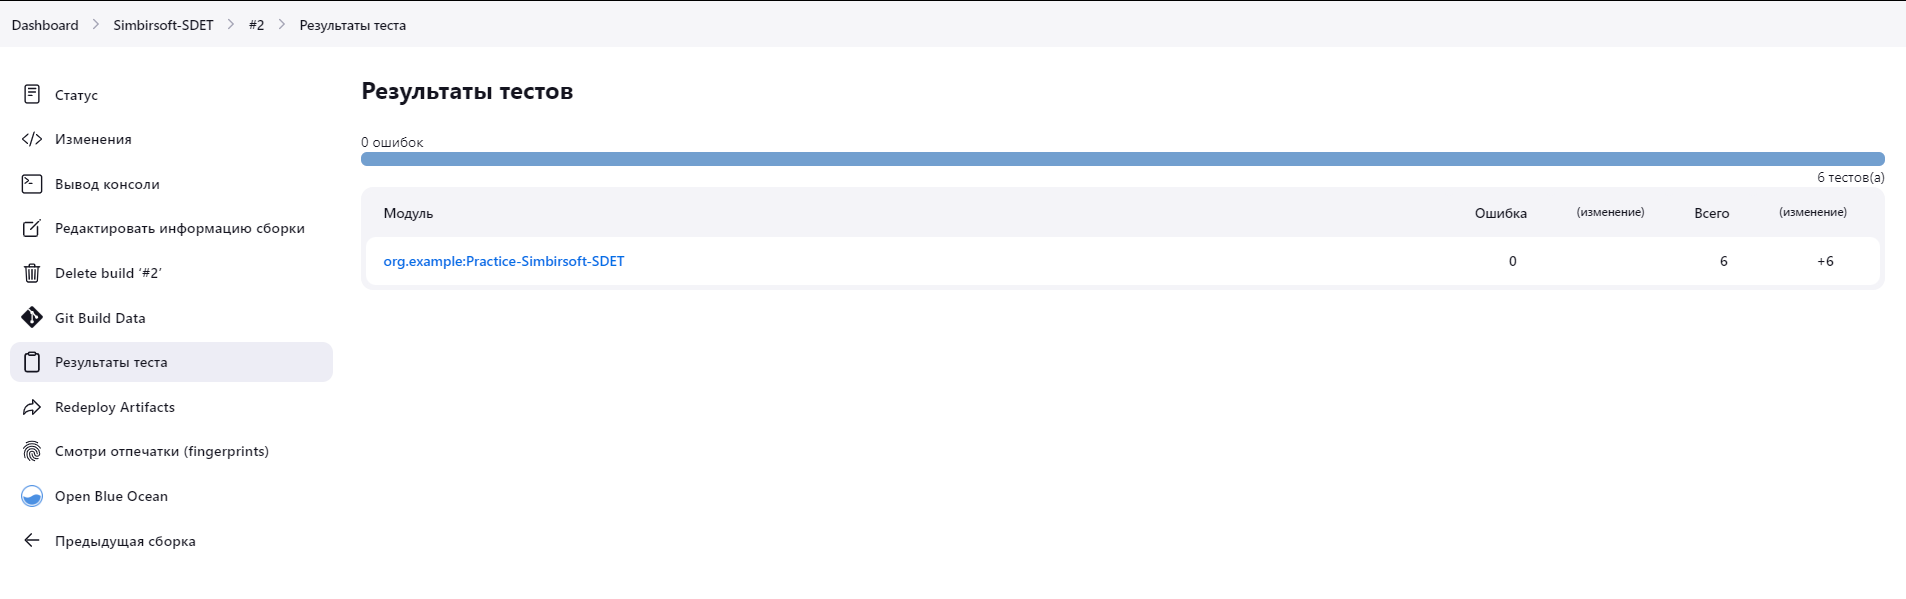 Dashboard > Simbirsoft-SDET > #2 > Результаты теста
Статус
Изменения
Вывод консоли
Редактировать информацию сборки
Delete build ‘#2’
Git Build Data
Результаты теста
Redeploy Artifacts
Смотри отпечатки (fingerprints)
Open Blue Ocean
Предыдущая сборка
Результаты тестов
0 ошибок
6 тестов(а)
Модуль Ошибка (изменение) Всего (изменение)
org.example:Practice-Simbirsoft-SDET 0 6 +6